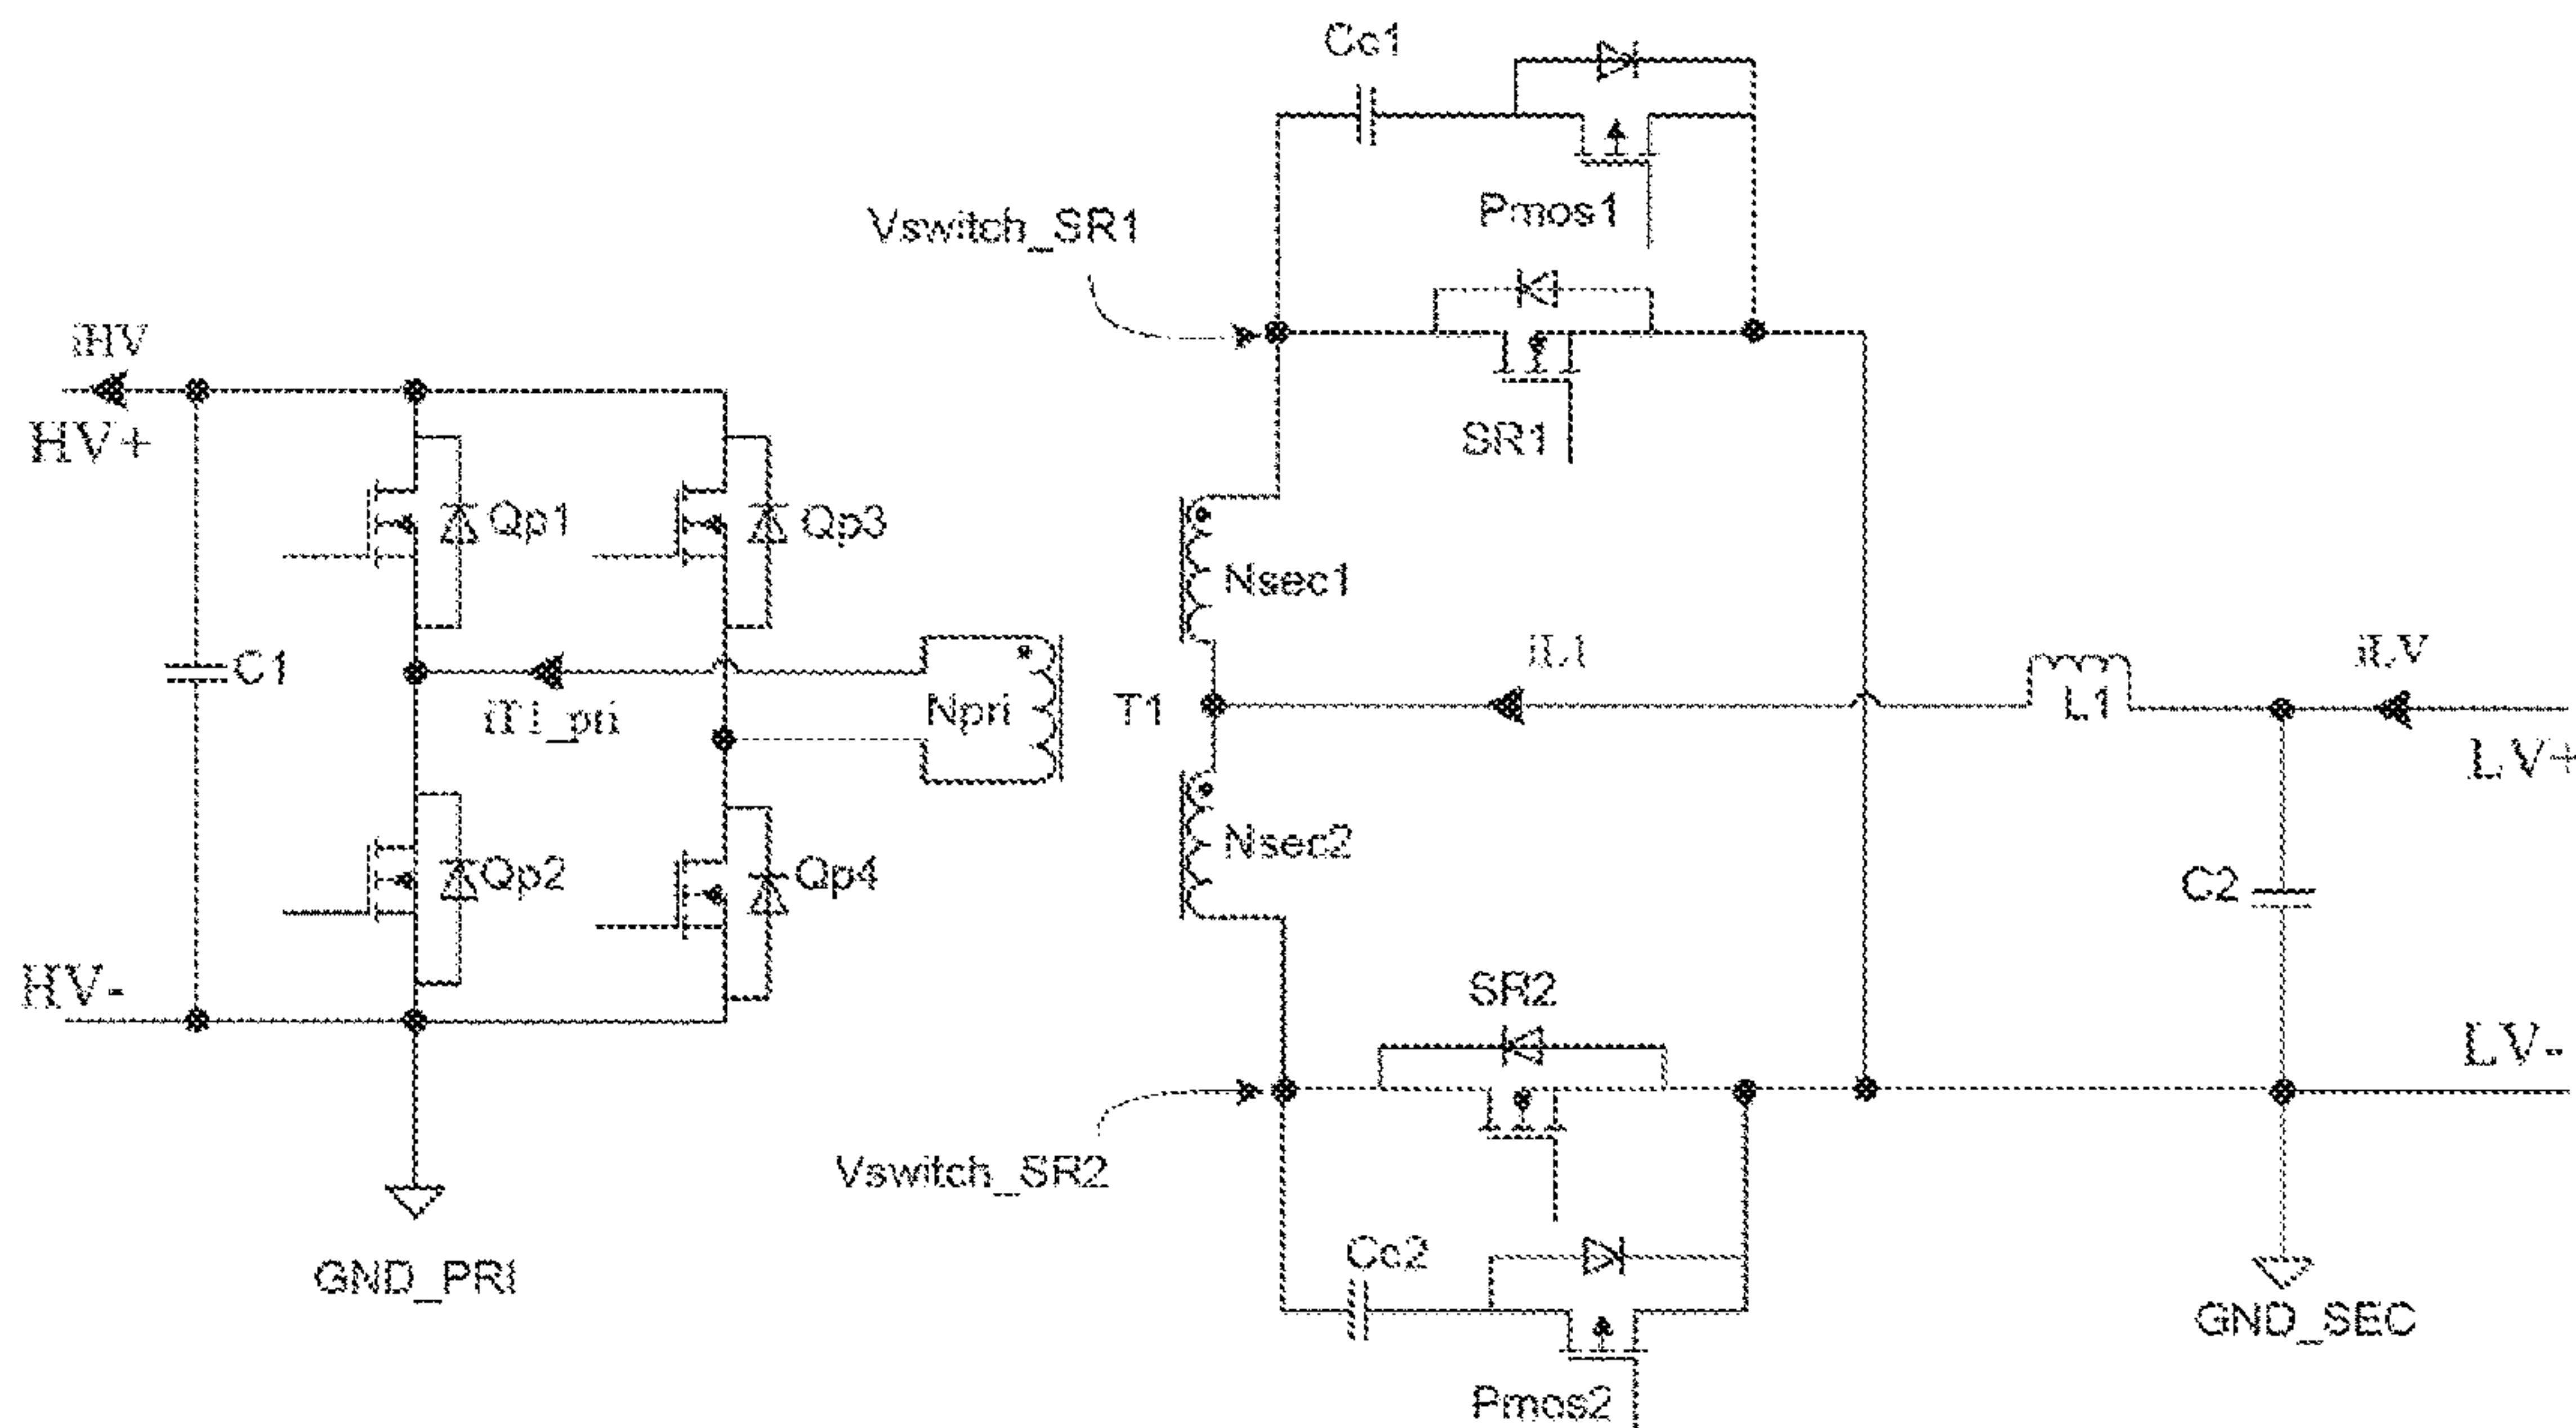 Cc1
Pmos1
Vswitch_SR1
SR1
iHV
HV+
Qp1
Qp3
Nsec1
C1
iT1_pri
Npri
T1
iL1
L1
iLV
LV+
Qp2
Qp4
Nsec2
C2
HV-
SR2
LV-
Vswitch_SR2
Cc2
GND_PRI
GND_SEC
Pmos2